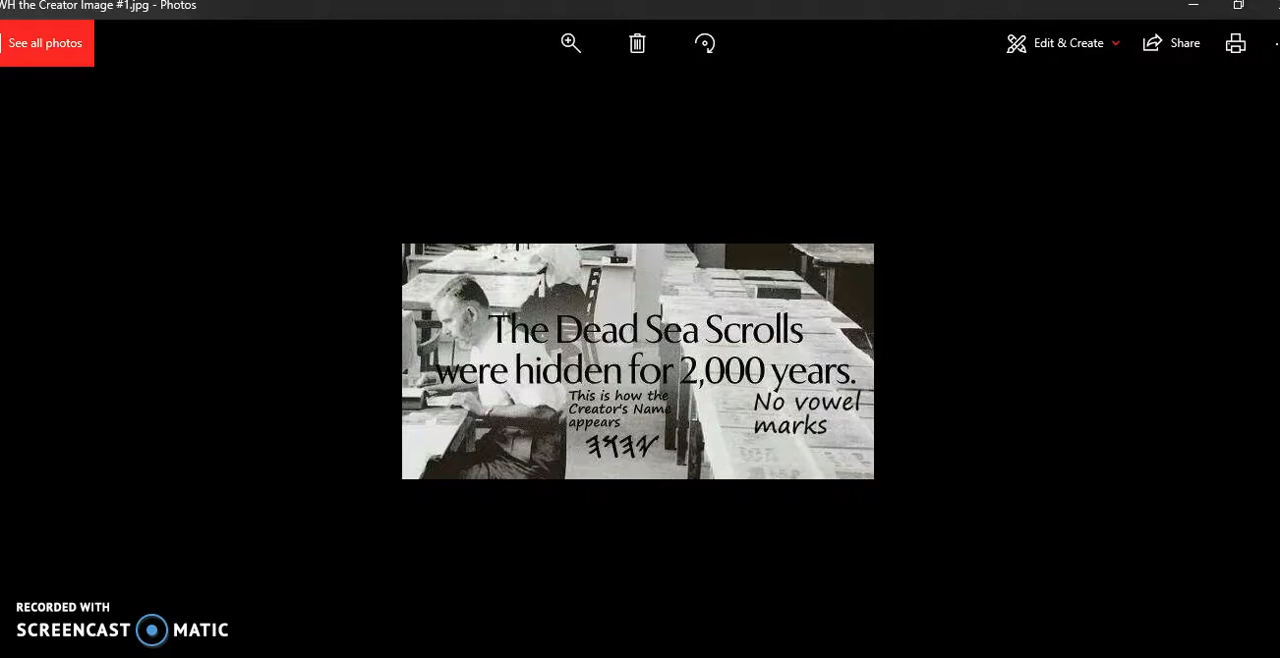 WH the Creator Image #1.jpg - Photos
See all photos
Edit & Create
Share
The Dead Sea Scrolls
were hidden for 2,000 years.
This is how the
Creator's Name
appears
𐤉𐤄𐤅𐤄
No vowel
marks
RECORDED WITH
SCREENCAST MATIC